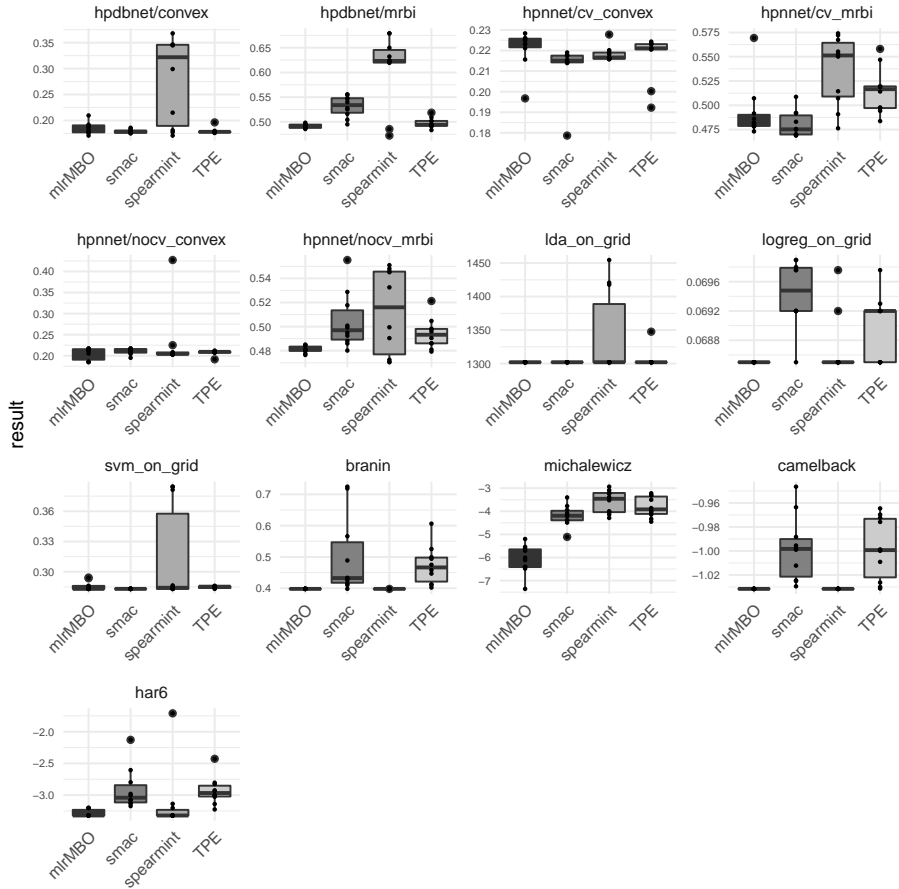 hpdbnet/convex
hpdbnet/mrbi
hpnnet/cv_convex
hpnnet/cv_mrbi
0.35
0.30
0.25
0.20
0.65
0.60
0.55
0.50
0.23
0.22
0.21
0.20
0.19
0.18
0.575
0.550
0.525
0.500
0.475
mlrMBO
smac
spearmint
TPE
mlrMBO
smac
spearmint
TPE
mlrMBO
smac
spearmint
TPE
mlrMBO
smac
spearmint
TPE
hpnnet/nocv_convex
hpnnet/nocv_mrbi
lda_on_grid
logreg_on_grid
0.40
0.35
0.30
0.25
0.20
0.54
0.52
0.50
0.48
1450
1400
1350
1300
0.0696
0.0692
0.0688
mlrMBO
smac
spearmint
TPE
mlrMBO
smac
spearmint
TPE
mlrMBO
smac
spearmint
TPE
mlrMBO
smac
spearmint
TPE
result
svm_on_grid
branin
michalewicz
camelback
0.36
0.33
0.30
0.7
0.6
0.5
0.4
−3
−4
−5
−6
−7
−0.96
−0.98
−1.00
−1.02
mlrMBO
smac
spearmint
TPE
mlrMBO
smac
spearmint
TPE
mlrMBO
smac
spearmint
TPE
mlrMBO
smac
spearmint
TPE
har6
−2.0
−2.5
−3.0
mlrMBO
smac
spearmint
TPE